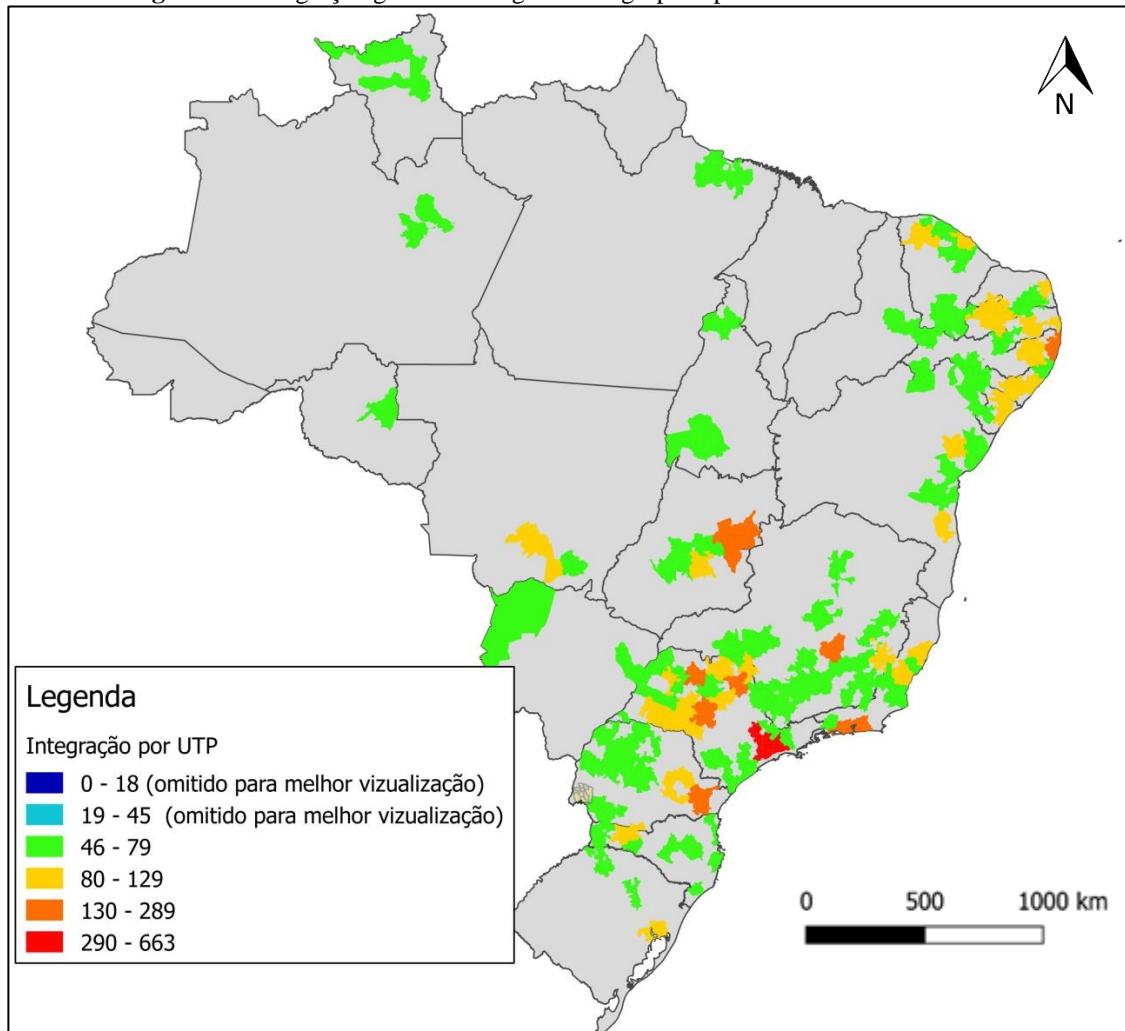 N
Legenda
Integração por UTP
0 - 18 (omitido para melhor vizualização)
19 - 45 (omitido para melhor vizualização)
46 - 79
80 - 129
130 - 289
290 - 663
0 500 1000 km